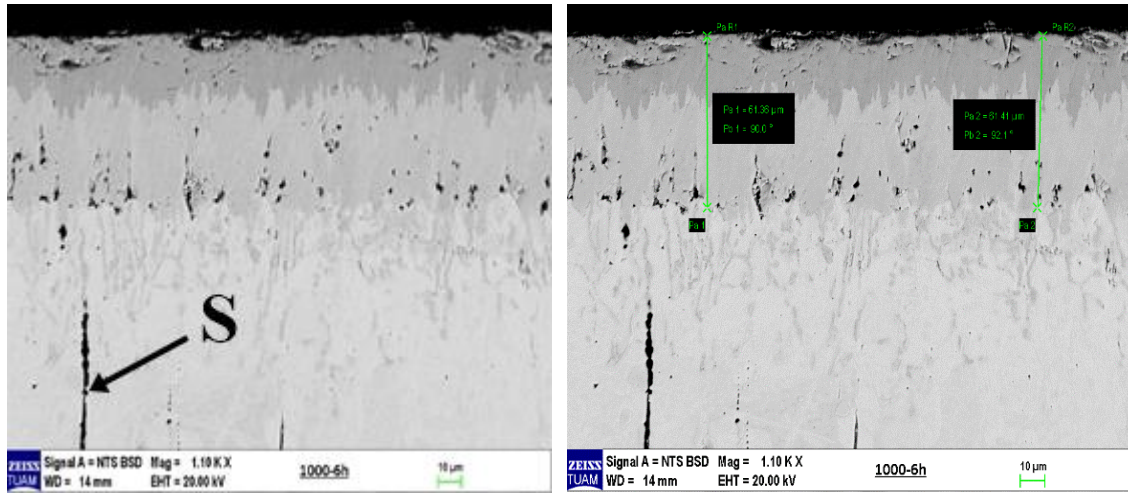 S
ZEISS
TUAM
Signal A = NTS BSD Mag = 1.10 K X
WD = 14 mm EHT = 20.00 kV
1000-6h
10 µm
Pa R1
Pa R2
Pa 1 = 61.38 µm
Pb 1 = 90.0 °
Pa 2 = 61.41 µm
Pb 2 = 92.1 °
Pa 1
Pa 2
ZEISS
TUAM
Signal A = NTS BSD Mag = 1.10 K X
WD = 14 mm EHT = 20.00 kV
1000-6h
10 µm